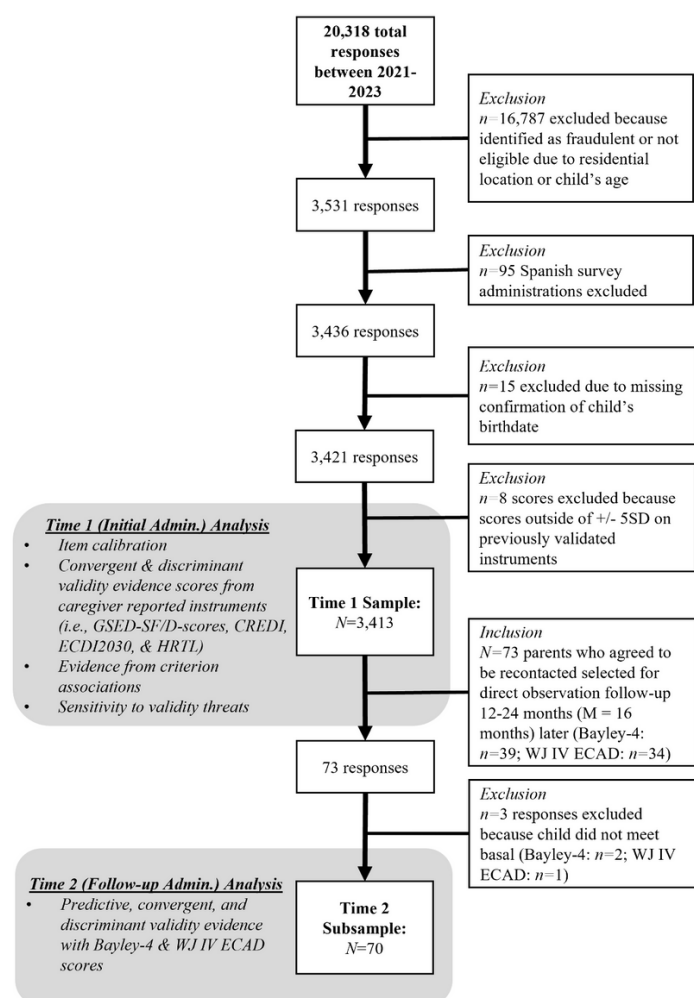 20,318 total
responses
between 2021-
2023
Exclusion
n=16,787 excluded because
identified as fraudulent or not
eligible due to residential
location or child's age
3,531 responses
Exclusion
n=95 Spanish survey
administrations excluded
3,436 responses
Exclusion
n=15 excluded due to missing
confirmation of child's
birthdate
3,421 responses
Exclusion
n=8 scores excluded because
scores outside of +/- 5SD on
previously validated
instruments
Time 1 (Initial Admin.) Analysis
• Item calibration
• Convergent & discriminant
validity evidence scores from
caregiver reported instruments
(i.e., GSED-SF/D-scores, CREDI,
ECDI2030, & HRTL)
• Evidence from criterion
associations
• Sensitivity to validity threats
Time 1 Sample:
N=3,413
Inclusion
N=73 parents who agreed to
be recontacted selected for
direct observation follow-up
12-24 months (M = 16
months) later (Bayley-4:
n=39; WJ IV ECAD: n=34)
73 responses
Exclusion
n=3 responses excluded
because child did not meet
basal (Bayley-4: n=2; WJ IV
ECAD: n=1)
Time 2 (Follow-up Admin.) Analysis
• Predictive, convergent, and
discriminant validity evidence
with Bayley-4 & WJ IV ECAD
scores
Time 2
Subsample:
N=70